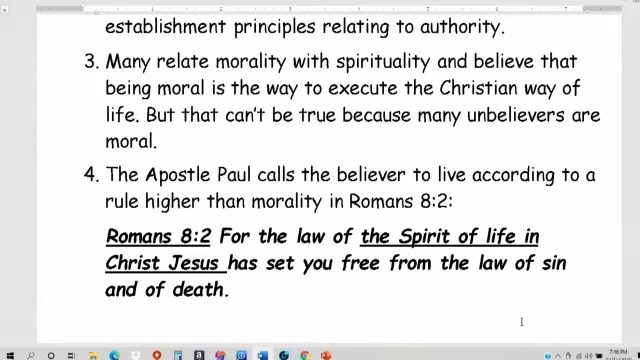 establishment principles relating to authority.
3. Many relate morality with spirituality and believe that
being moral is the way to execute the Christian way of
life. But that can't be true because many unbelievers are
moral.
4. The Apostle Paul calls the believer to live according to a
rule higher than morality in Romans 8:2:
Romans 8:2 For the law of the Spirit of life in
Christ Jesus has set you free from the law of sin
and of death.